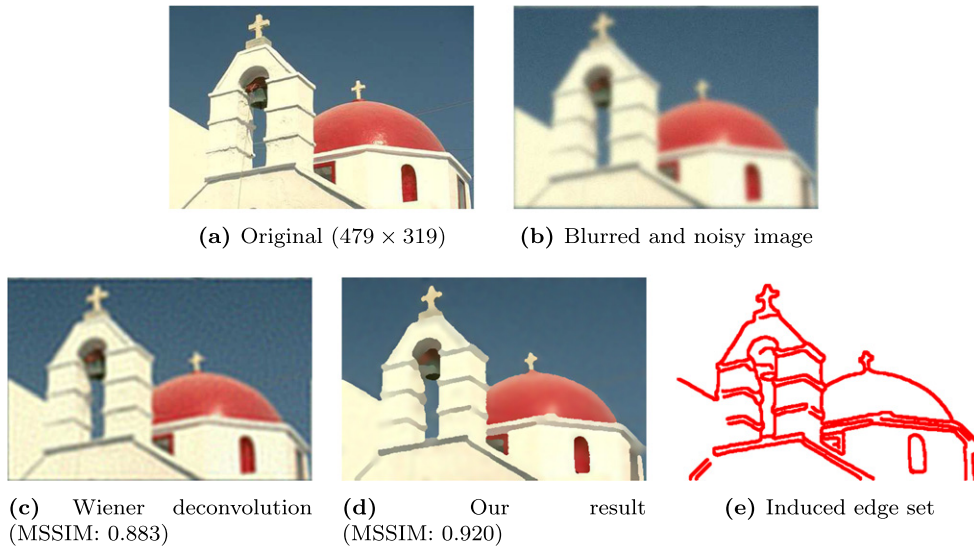 (a) Original (479 × 319)
(b) Blurred and noisy image
(c) Wiener deconvolution
(MSSIM: 0.883)
(d) Our result
(MSSIM: 0.920)
(e) Induced edge set